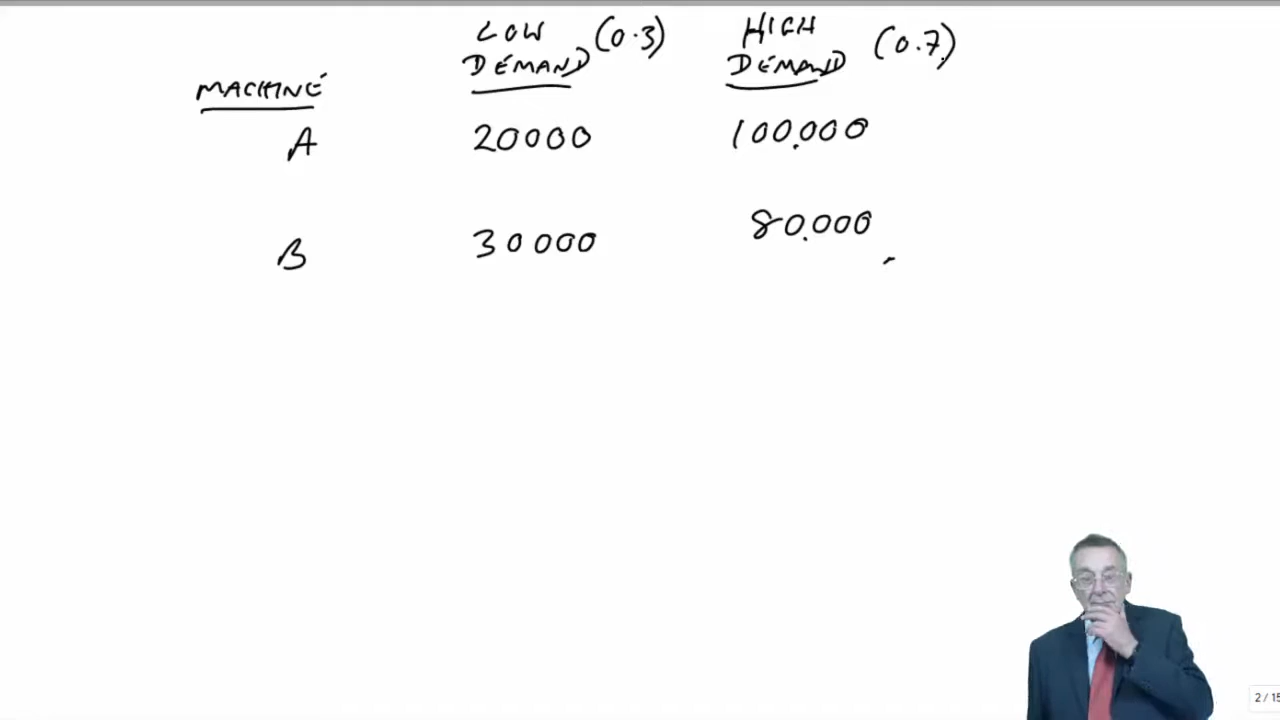 LOW (0.3) HIGH (0.7)
MACHINE DEMAND DEMAND
A 20000 100.000
B 30000 80.000
2 / 15